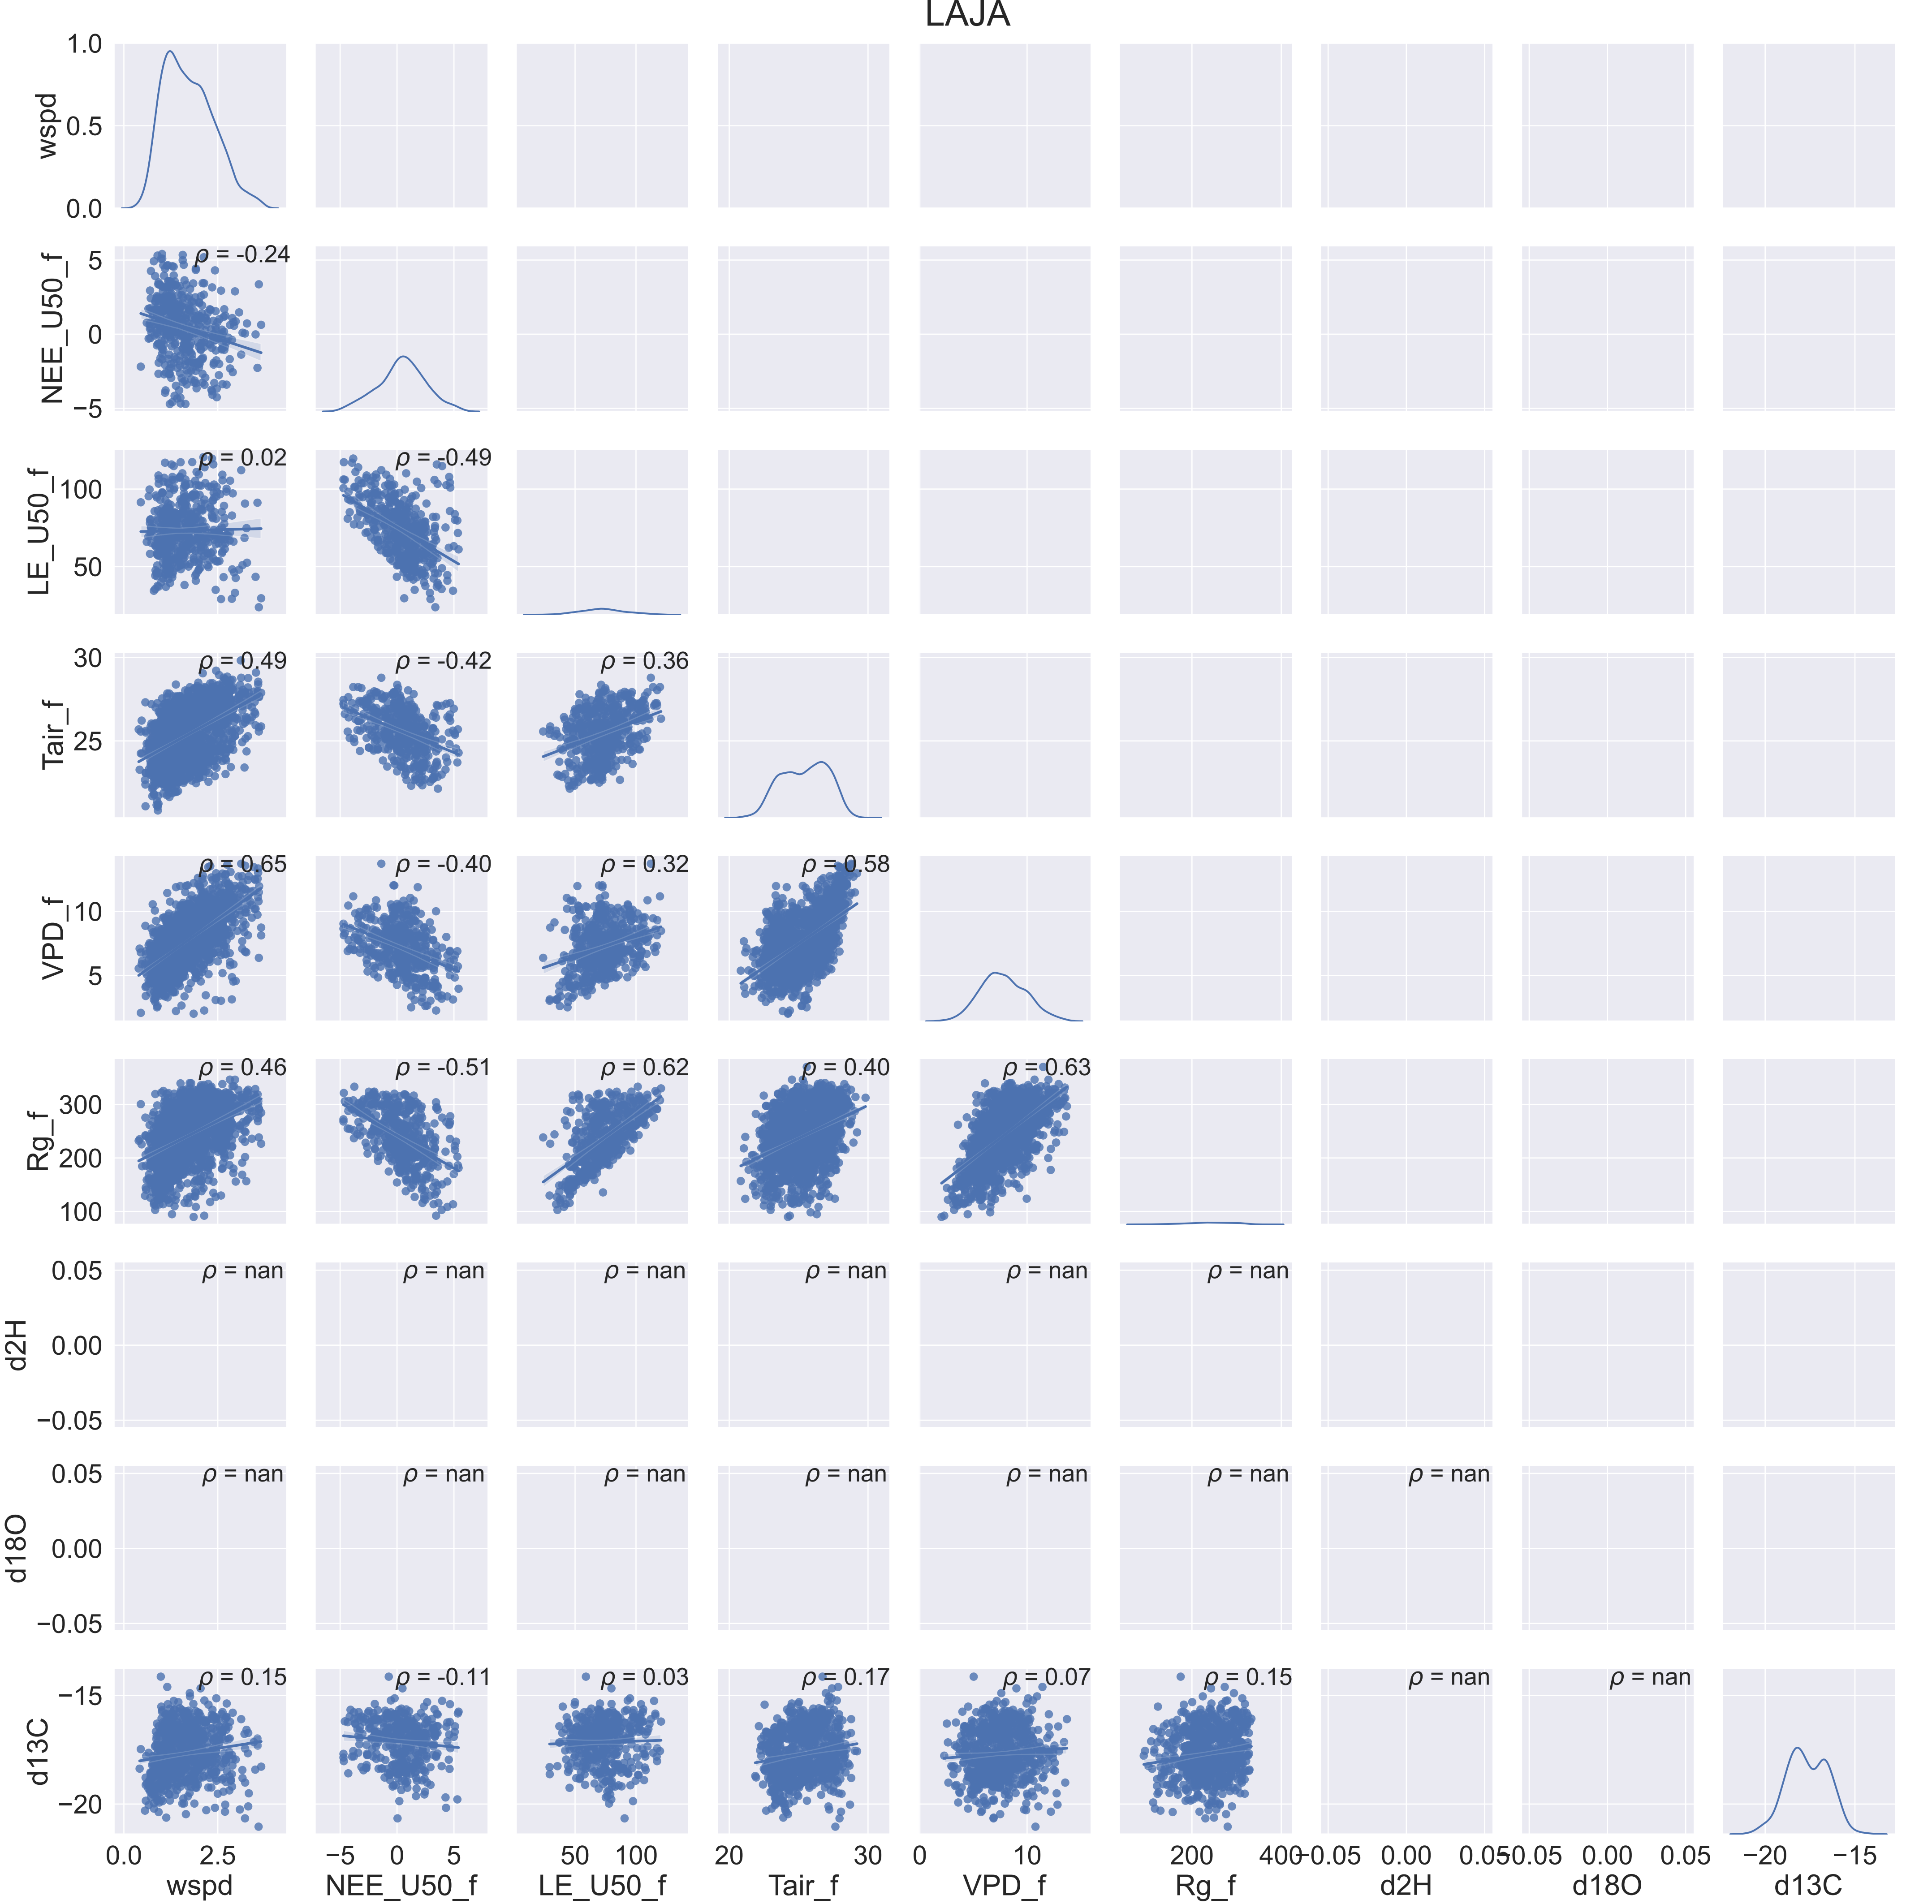 LAJA
1.0
wspd
0.5
0.0
ρ = -0.24
5
NEE_U50_f
0
−5
ρ = 0.02
ρ = -0.49
LE_U50_f
100
50
ρ = 0.49
ρ = -0.42
ρ = 0.36
30
Tair_f
25
ρ = 0.65
ρ = -0.40
ρ = 0.32
ρ = 0.58
VPD_f
10
5
ρ = 0.46
ρ = -0.51
ρ = 0.62
ρ = 0.40
ρ = 0.63
300
Rg_f
200
100
ρ = nan
ρ = nan
ρ = nan
ρ = nan
ρ = nan
ρ = nan
0.05
d2H
0.00
−0.05
ρ = nan
ρ = nan
ρ = nan
ρ = nan
ρ = nan
ρ = nan
ρ = nan
0.05
d18O
0.00
−0.05
ρ = 0.15
ρ = -0.11
ρ = 0.03
ρ = 0.17
ρ = 0.07
ρ = 0.15
ρ = nan
ρ = nan
−15
d13C
−20
0.0 2.5
−5 0 5
50 100
20 30
0 10
200 400
−0.05 0.00 0.05
−0.05 0.00 0.05
−20 −15
wspd
NEE_U50_f
LE_U50_f
Tair_f
VPD_f
Rg_f
d2H
d18O
d13C